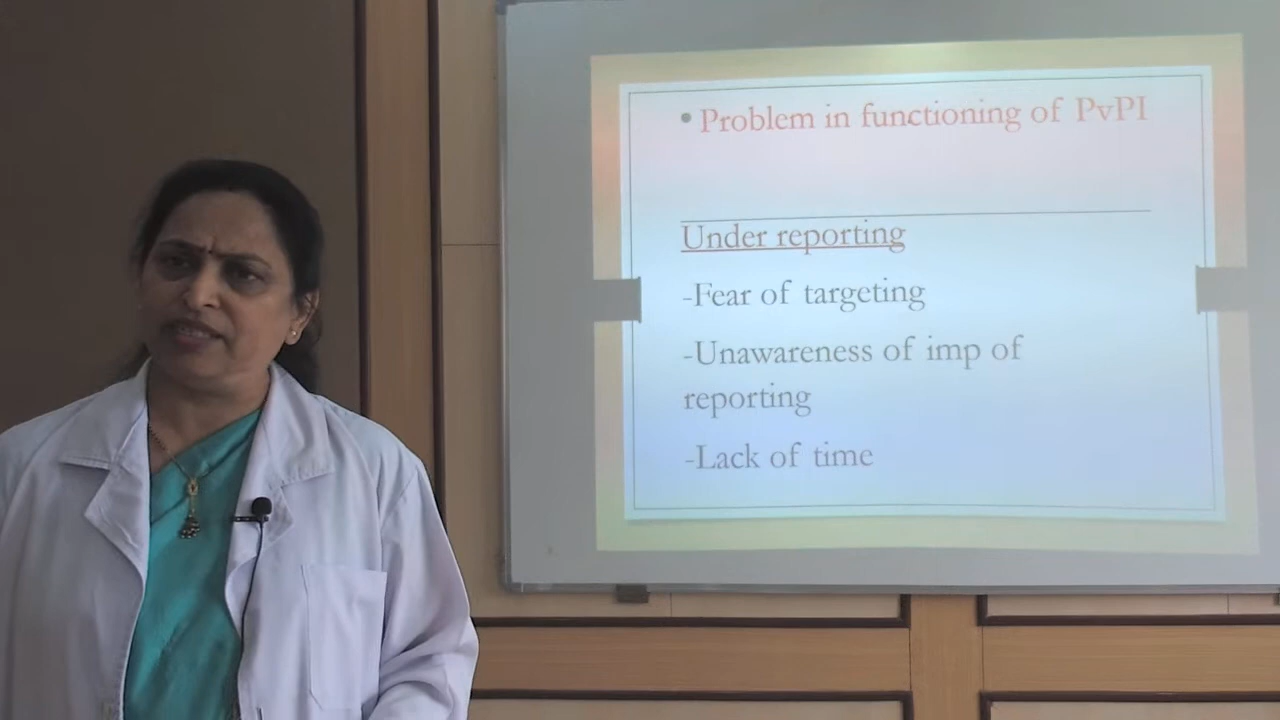 • Problem in functioning of PvPI
Under reporting
-Fear of targeting
-Unawareness of imp of
reporting
-Lack of time